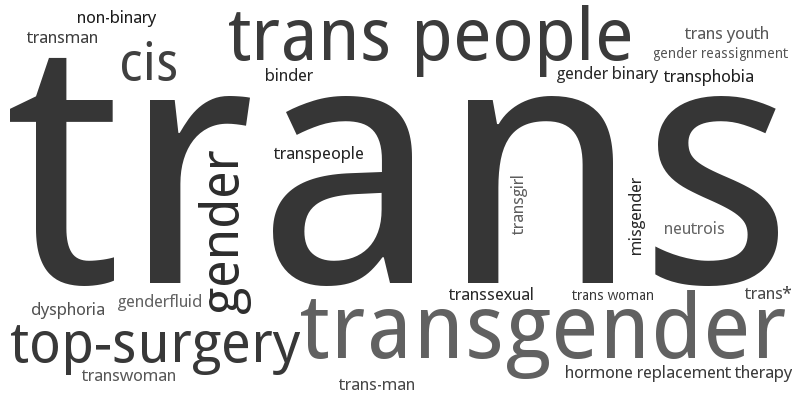 non-binary
trans people
trans youth
transman
cis
gender reassignment
binder
gender binary
transphobia
trans
transpeople
gender
transgirl
misgender
neutrois
dysphoria
genderfluid
transsexual
trans woman
trans*
top-surgery
transgender
transwoman
trans-man
hormone replacement therapy